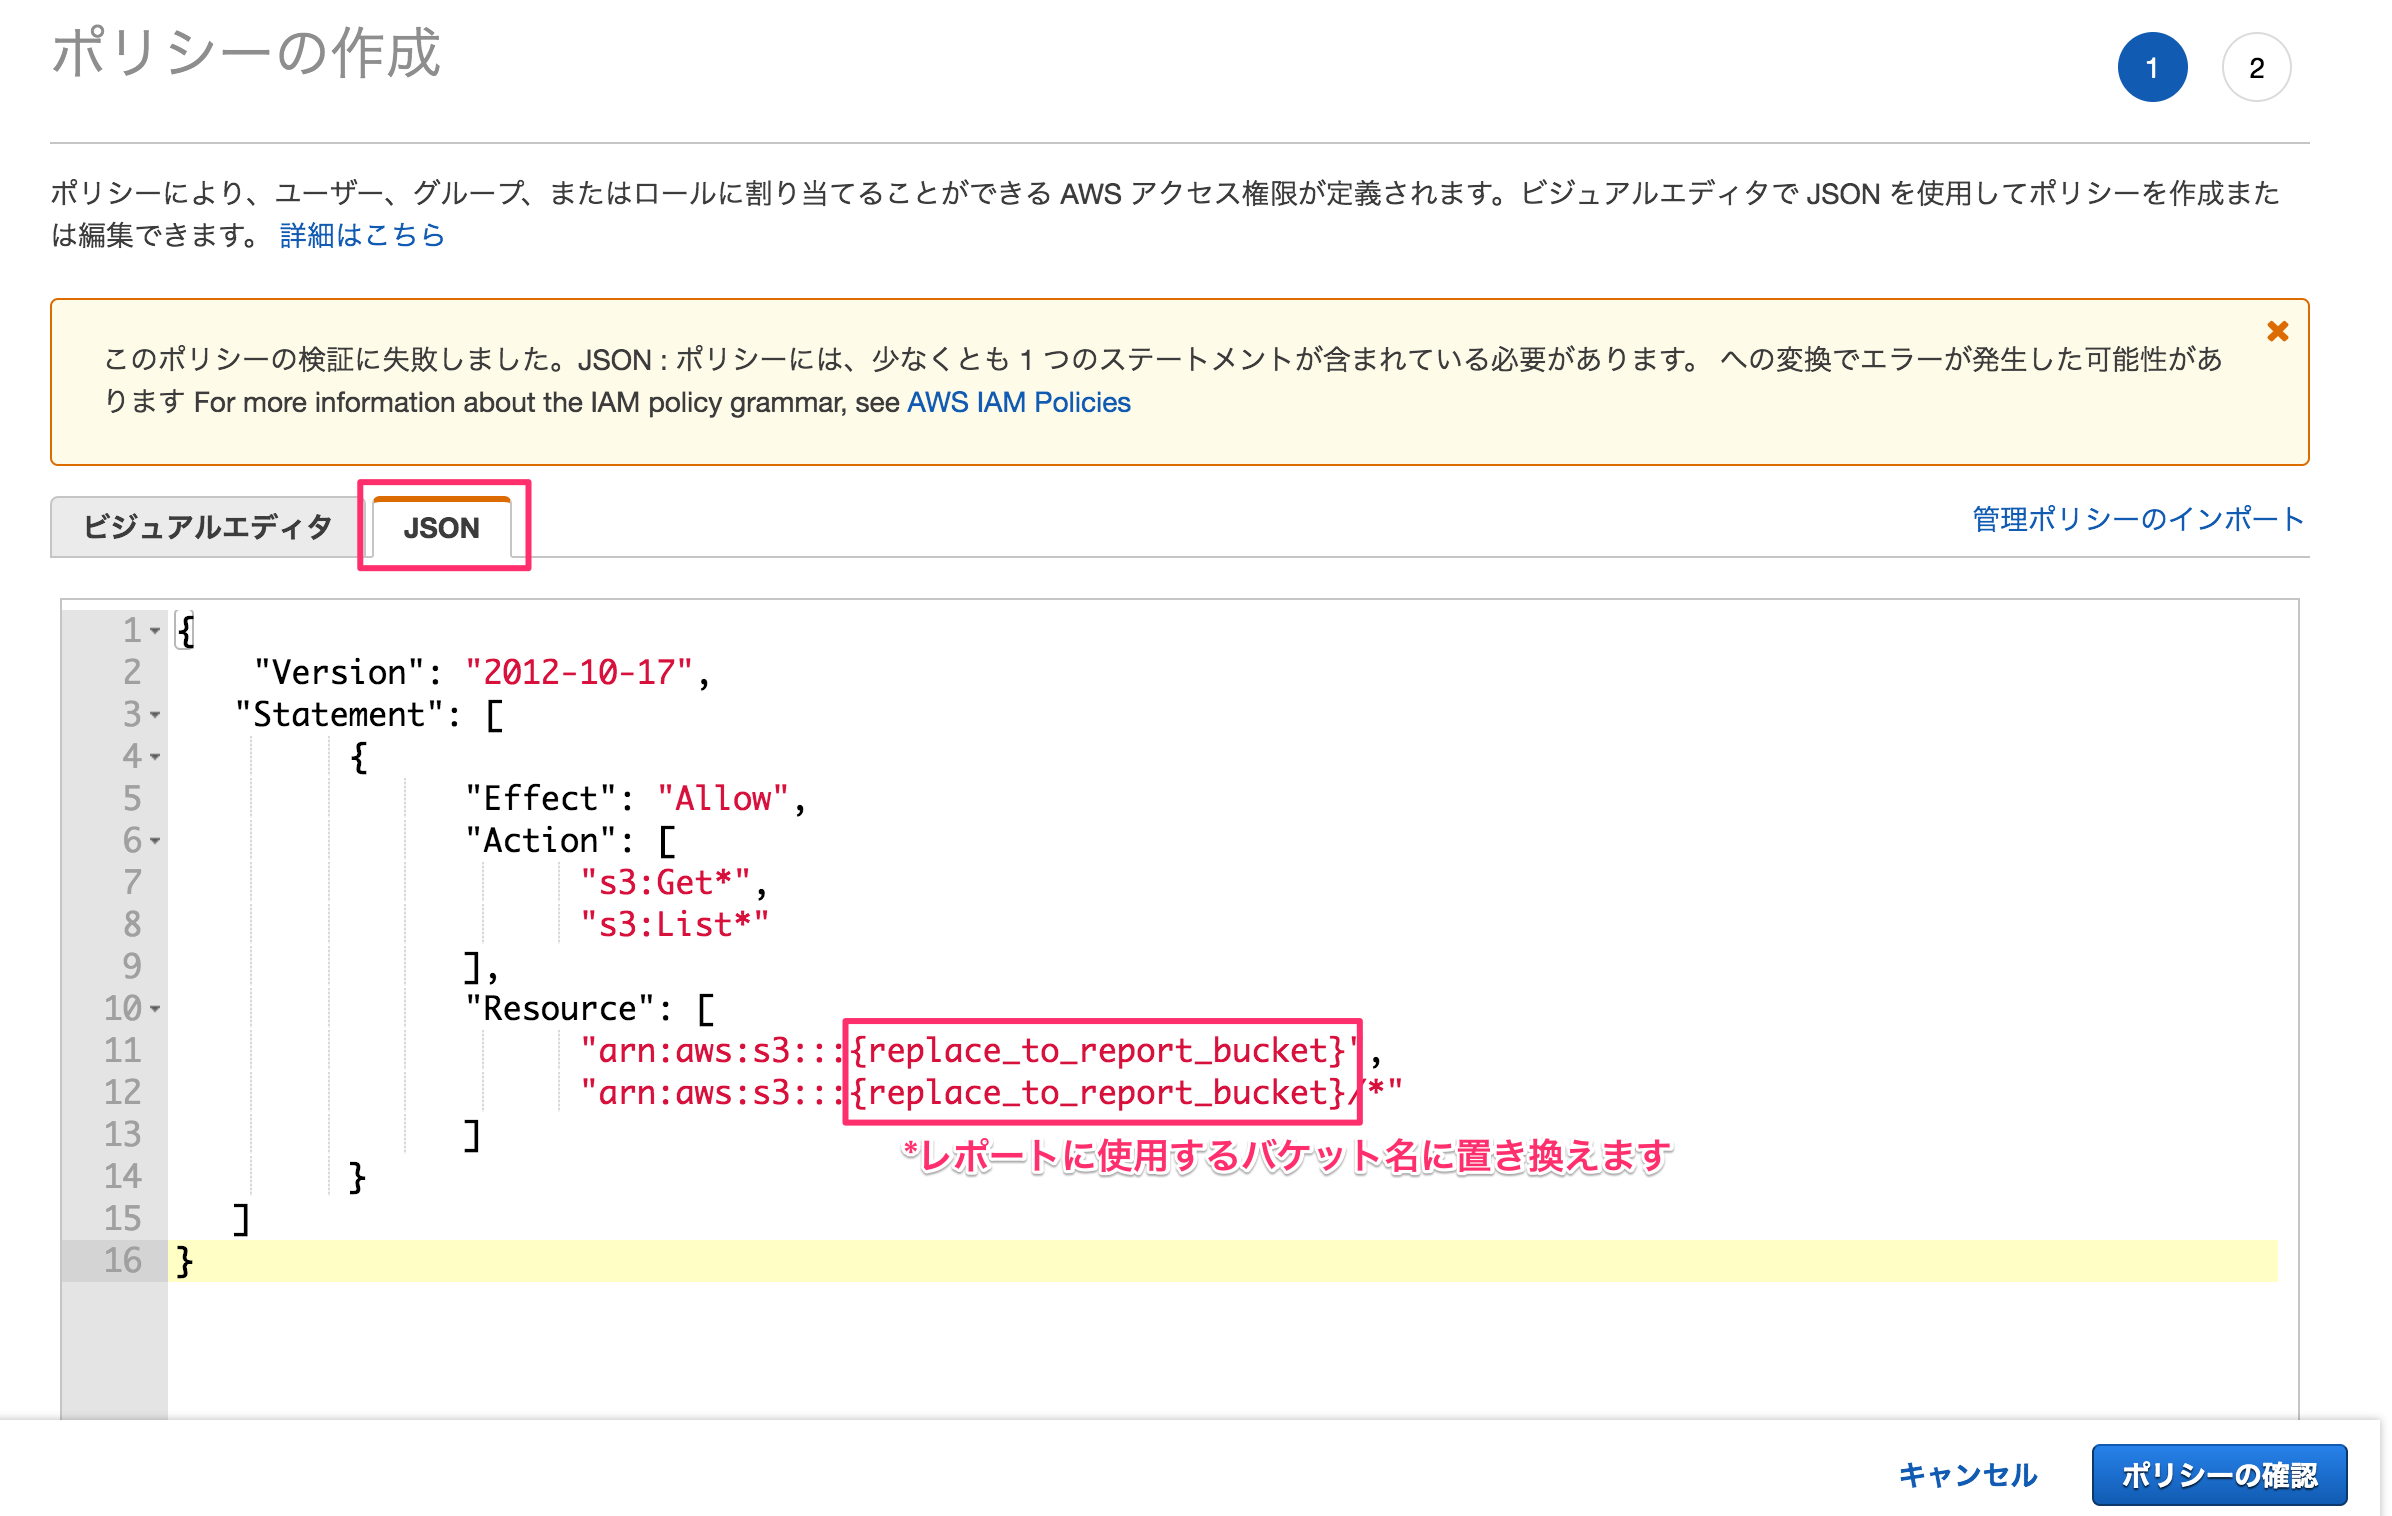 ポリシーの作成
1
2
ポリシーにより、ユーザー、グループ、またはロールに割り当てることができる AWS アクセス権限が定義されます。ビジュアルエディタで JSON を使用してポリシーを作成また
は編集できます。 詳細はこちら
このポリシーの検証に失敗しました。JSON : ポリシーには、少なくとも 1 つのステートメントが含まれている必要があります。 への変換でエラーが発生した可能性があ
ります For more information about the IAM policy grammar, see AWS IAM Policies
ビジュアルエディタ
JSON
管理ポリシーのインポート
1 {
2 "Version": "2012-10-17",
3 "Statement": [
4 {
5 "Effect": "Allow",
6 "Action": [
7 "s3:Get*",
8 "s3:List*"
9 ],
10 "Resource": [
11 "arn:aws:s3:::{replace_to_report_bucket}",
12 "arn:aws:s3:::{replace_to_report_bucket}/*"
13 ]
*レポートに使用するバケット名に置き換えます
14 }
15 ]
16 }
キャンセル
ポリシーの確認